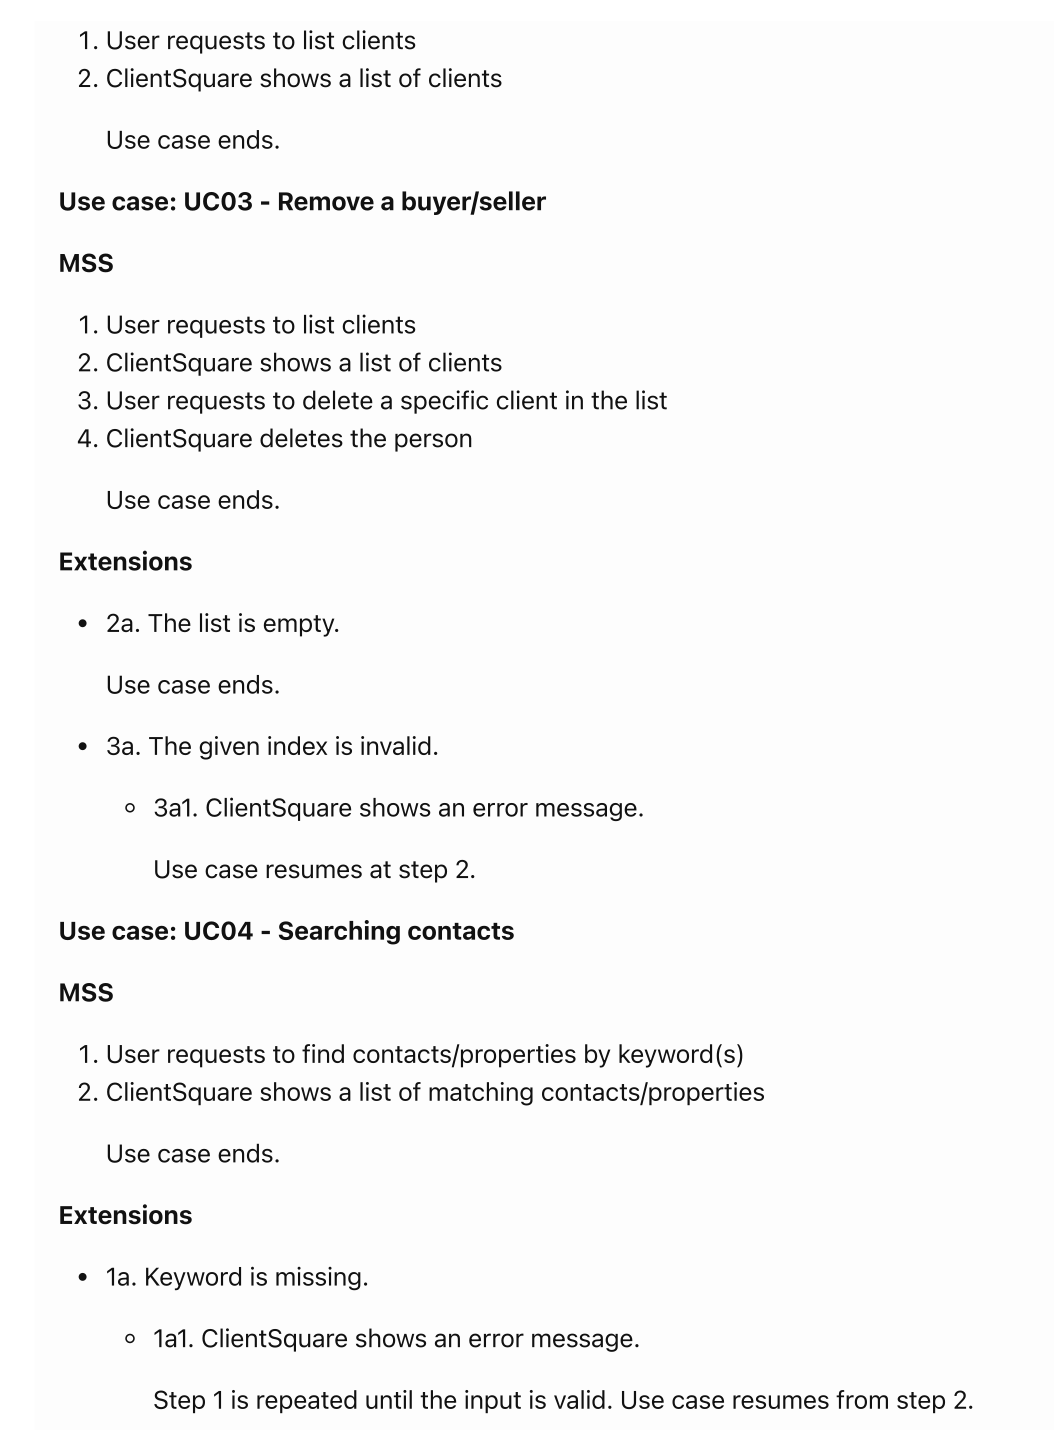 1. User requests to list clients
2. ClientSquare shows a list of clients
Use case ends.
Use case: UC03 - Remove a buyer/seller
MSS
1. User requests to list clients
2. ClientSquare shows a list of clients
3. User requests to delete a specific client in the list
4. ClientSquare deletes the person
Use case ends.
Extensions
• 2a. The list is empty.
Use case ends.
• 3a. The given index is invalid.
◦ 3a1. ClientSquare shows an error message.
Use case resumes at step 2.
Use case: UC04 - Searching contacts
MSS
1. User requests to find contacts/properties by keyword(s)
2. ClientSquare shows a list of matching contacts/properties
Use case ends.
Extensions
• 1a. Keyword is missing.
◦ 1a1. ClientSquare shows an error message.
Step 1 is repeated until the input is valid. Use case resumes from step 2.